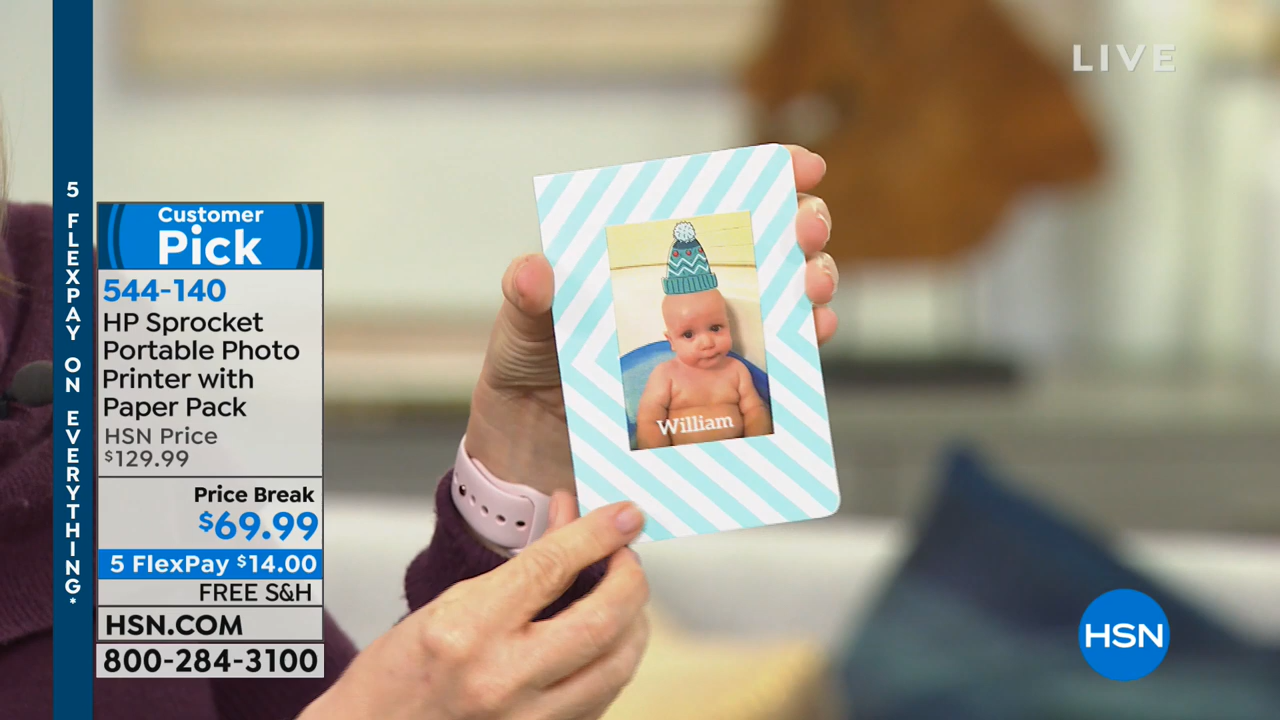 LIVE
5 FLEXPAY ON EVERYTHING.*
Customer
Pick
544-140
HP Sprocket
Portable Photo
Printer with
Paper Pack
HSN Price
$129.99
Price Break
$69.99
5 FlexPay $14.00
FREE S&H
HSN.COM
800-284-3100
William
HSN